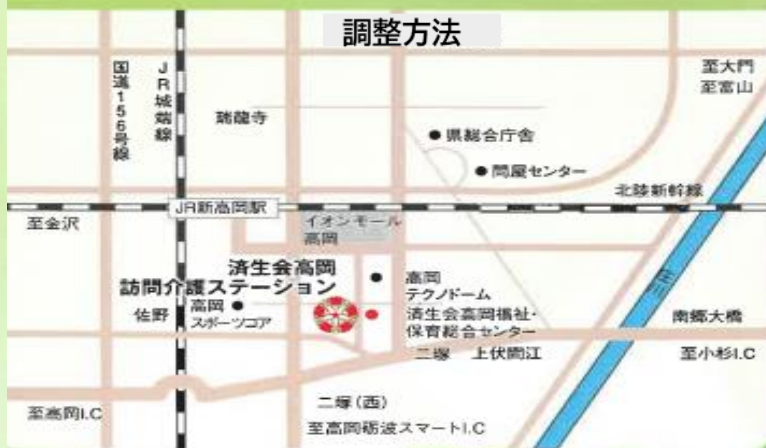 調整方法
国道156号線
JR城端線
瑞龍寺
至大門
至富山
県総合庁舎
問屋センター
北陸新幹線
JR新高岡駅
至金沢
イオンモール
高岡
済生会高岡
訪問介護ステーション
高岡
テクノドーム
佐野
高岡
スポーツコア
済生会高岡福祉・
保育総合センター
庄川
南郷大橋
二塚
上伏間江
至小杉I.C
至高岡I.C
二塚(西)
至高岡砺波スマートI.C